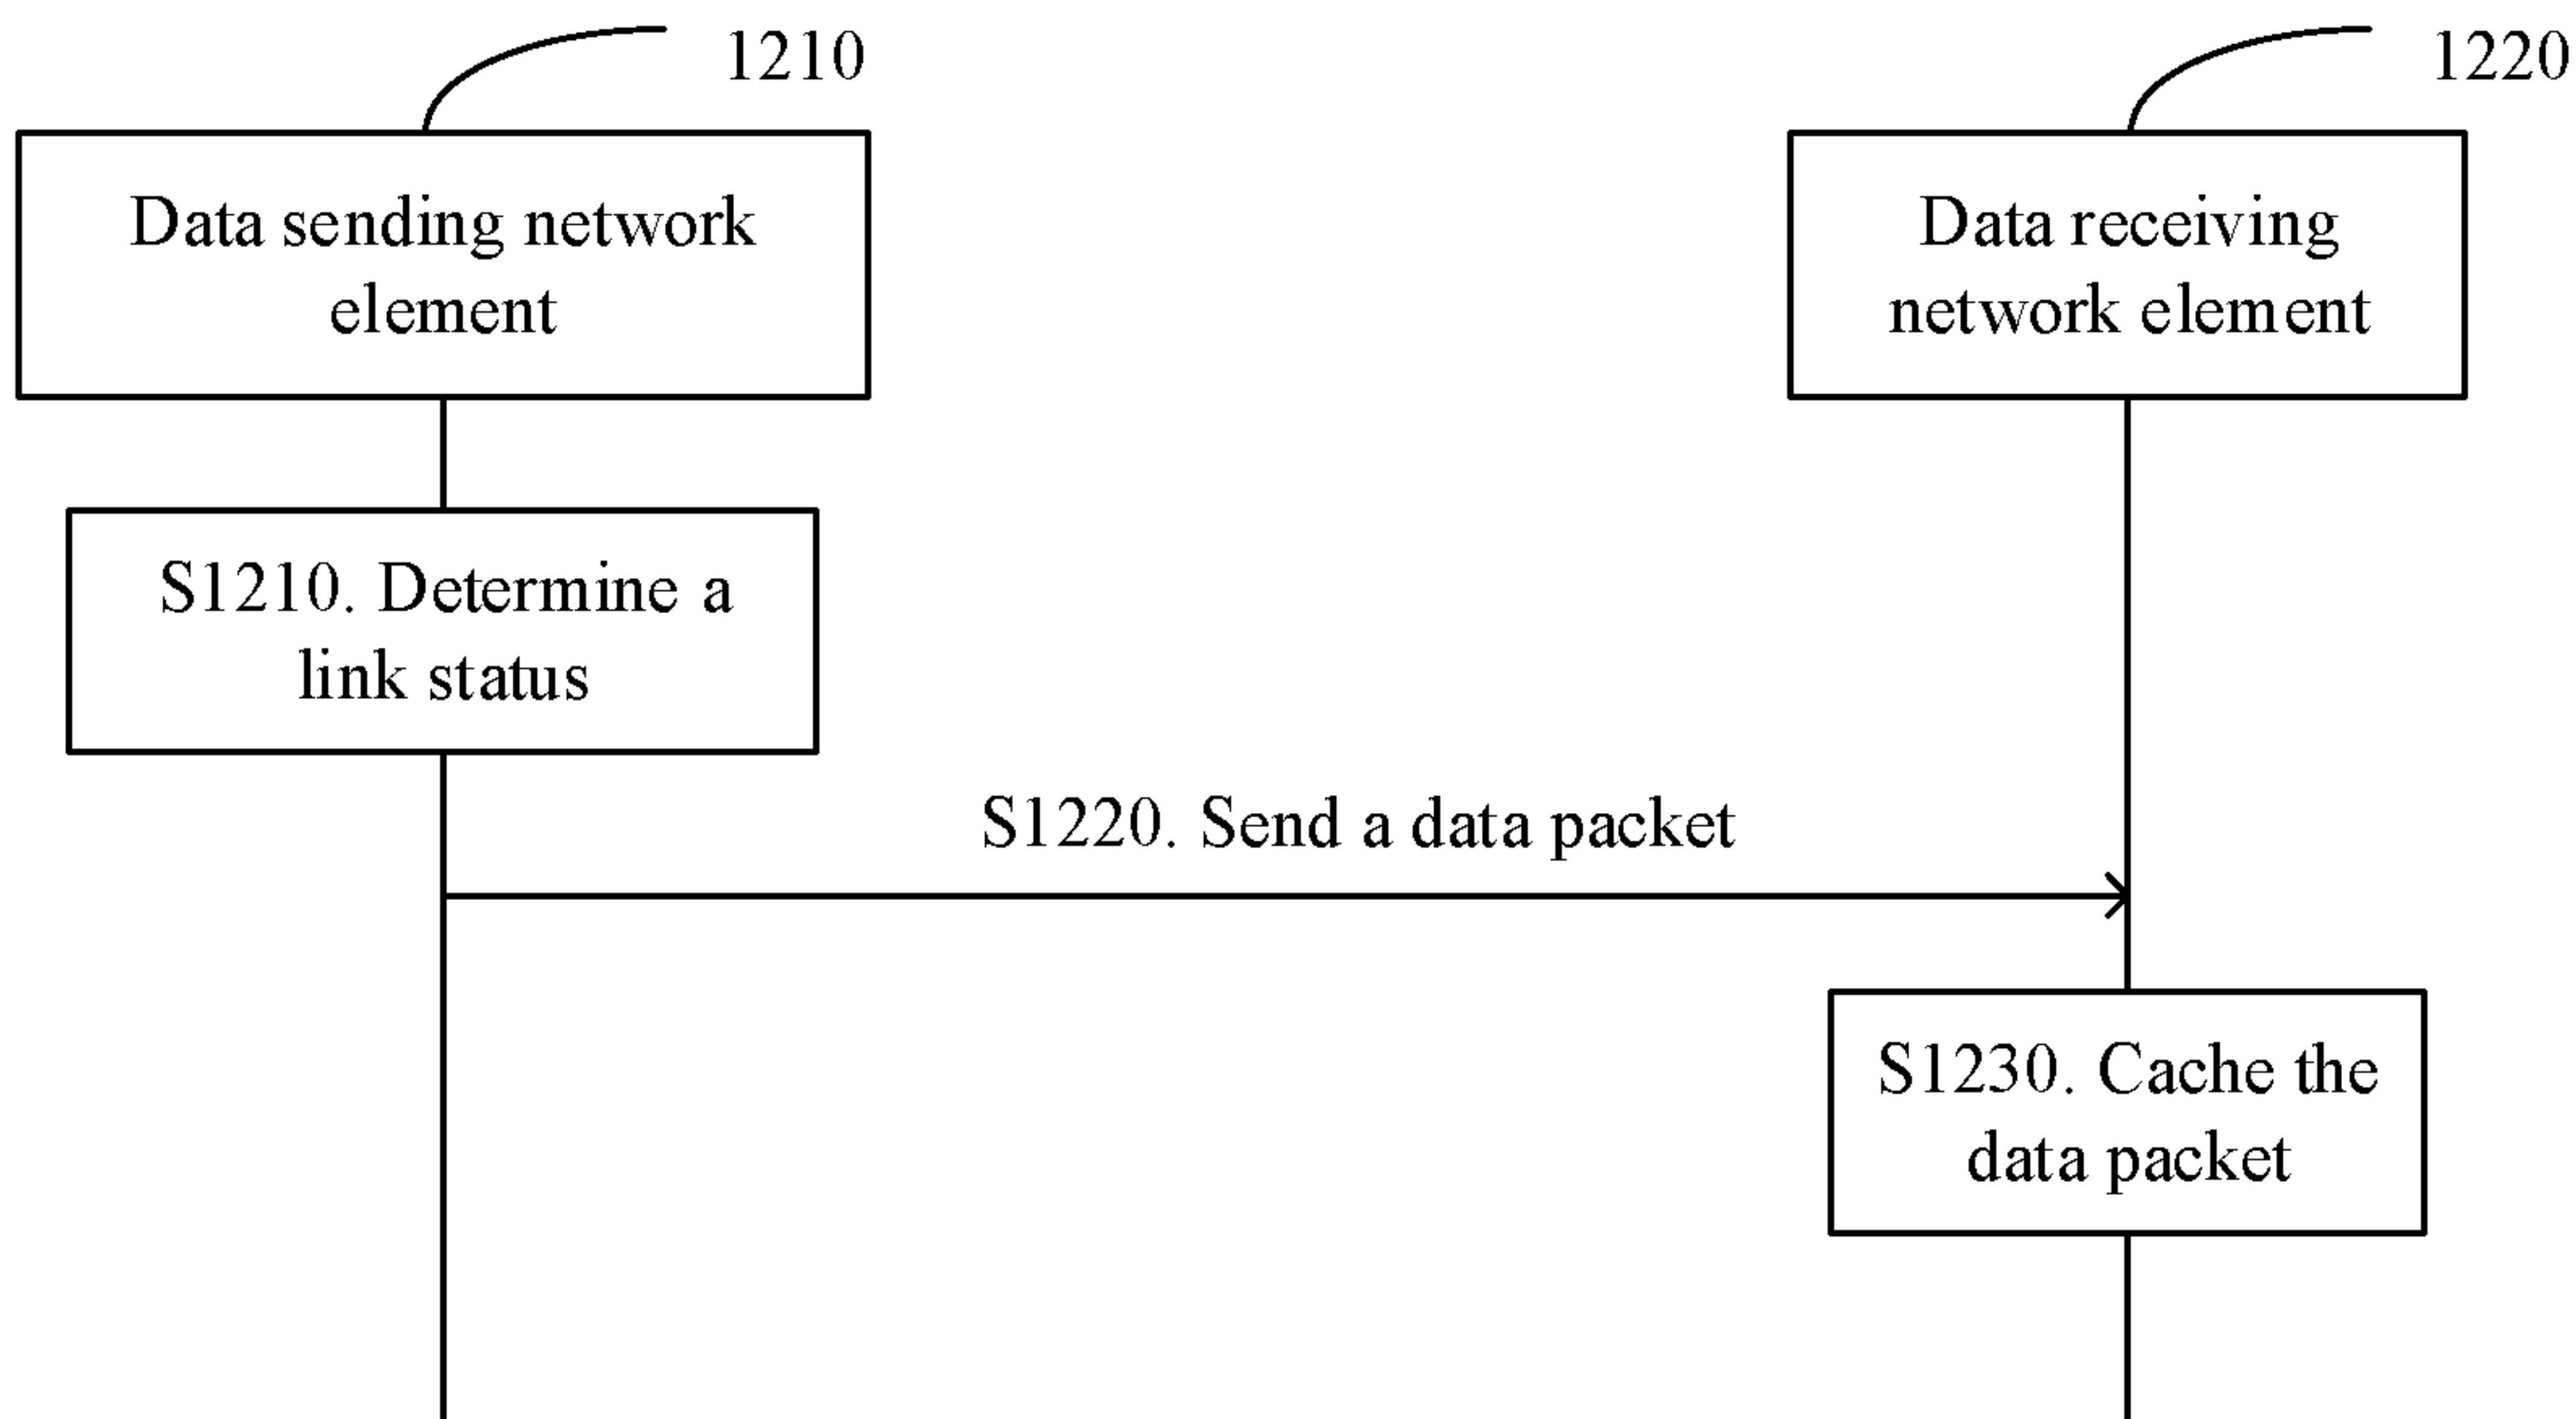 1210
1220
Data sending network
element
Data receiving
network element
S1210. Determine a
link status
S1220. Send a data packet
S1230. Cache the
data packet